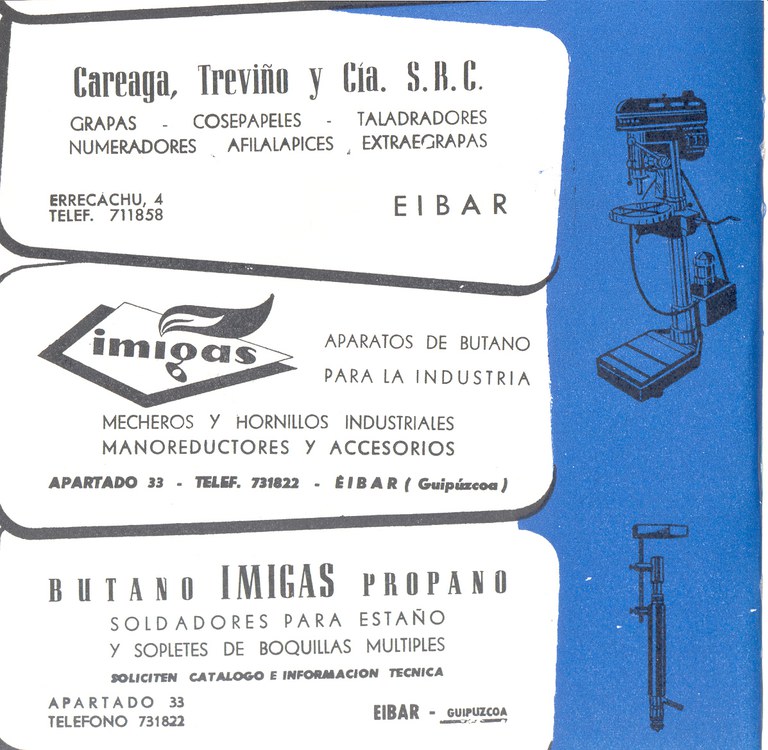 Careaga, Treviño y Cía. S.R.C.
GRAPAS - COSEPAPELES - TALADRADORES
NUMERADORES , AFILALAPICES , EXTRAEGRAPAS
ERRECACHU, 4
TELEF. 711858
EIBAR
imigas
APARATOS DE BUTANO
PARA LA INDUSTRIA
MECHEROS Y HORNILLOS INDUSTRIALES
MANOREDUCTORES Y ACCESORIOS
APARTADO 33 - TELEF. 731822 - ÉIBAR ( Guipúzcoa )
BUTANO IMIGAS PROPANO
SOLDADORES PARA ESTAÑO
Y SOPLETES DE BOQUILLAS MULTIPLES
SOLICITEN CATALOGO E INFORMACION TECNICA
APARTADO 33
TELEFONO 731822
EIBAR - GUIPUZCOA